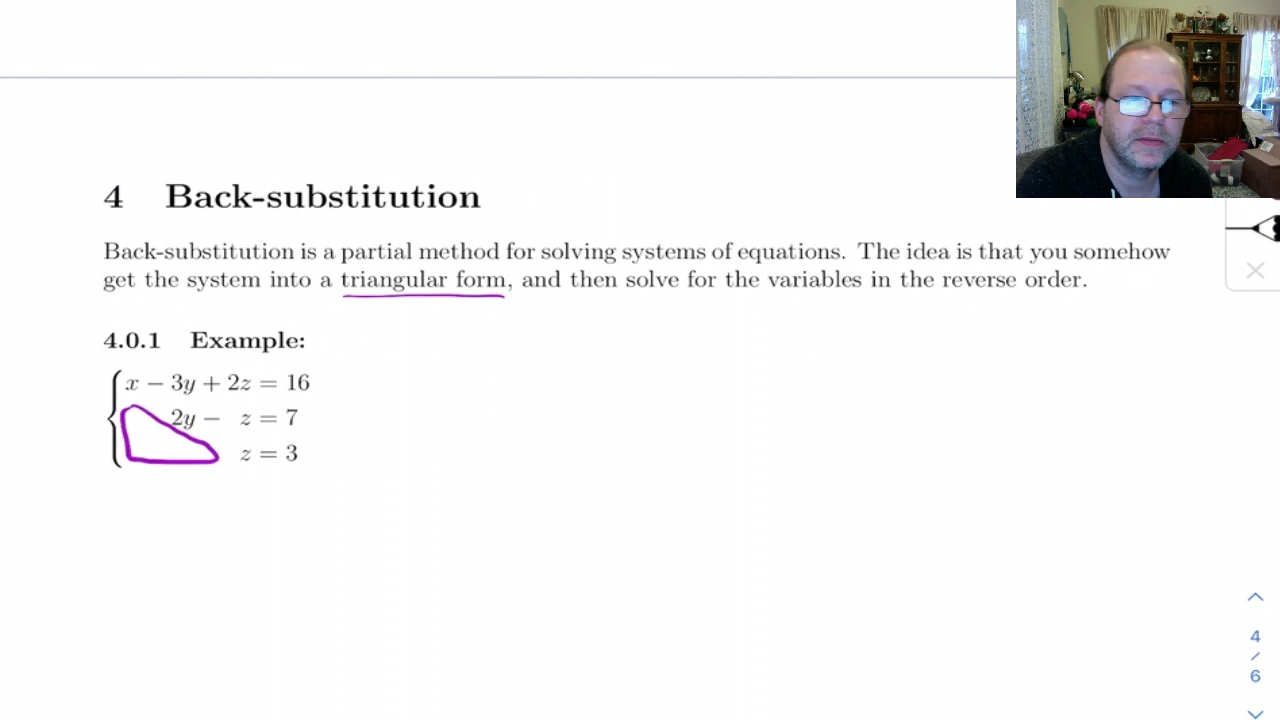 4 Back-substitution
Back-substitution is a partial method for solving systems of equations. The idea is that you somehow
get the system into a triangular form, and then solve for the variables in the reverse order.
4.0.1 Example:
x − 3y + 2z = 16
2y − z = 7
z = 3
4
/
6